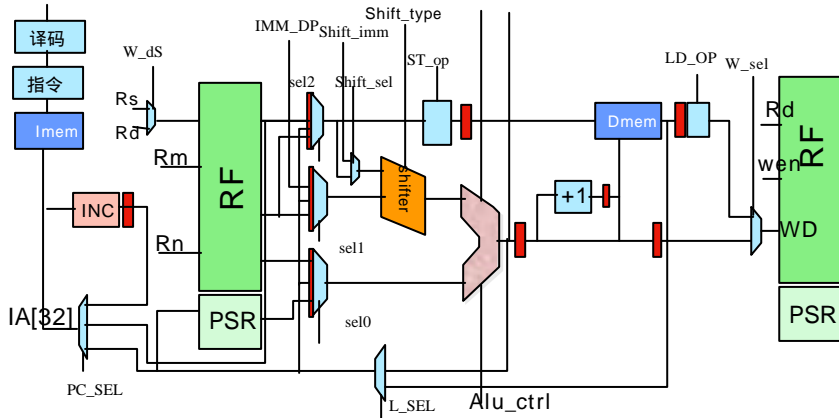 译码
指令
Imem
W_dS
Rs
Rd
Rm
Rn
RF
INC
IA[32]
PSR
PC_SEL
IMM_DP
Shift_imm
Shift_type
sel2
Shift_sel
ST_op
shifter
sel1
sel0
L_SEL
Alu_ctrl
+1
Dmem
LD_OP
W_sel
Rd
wen
RF
WD
PSR